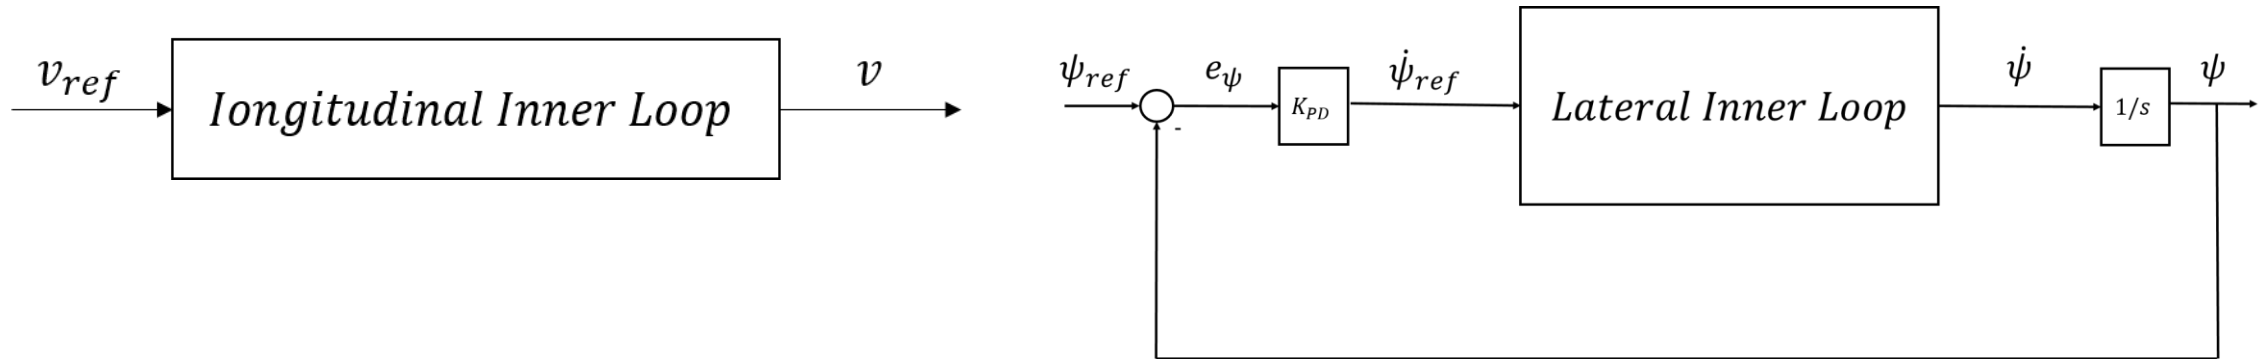 v_ref
Iongitudinal Inner Loop
v
ψ_ref
-
e_ψ
K_PD
ψ̇_ref
Lateral Inner Loop
ψ̇
1/s
ψ